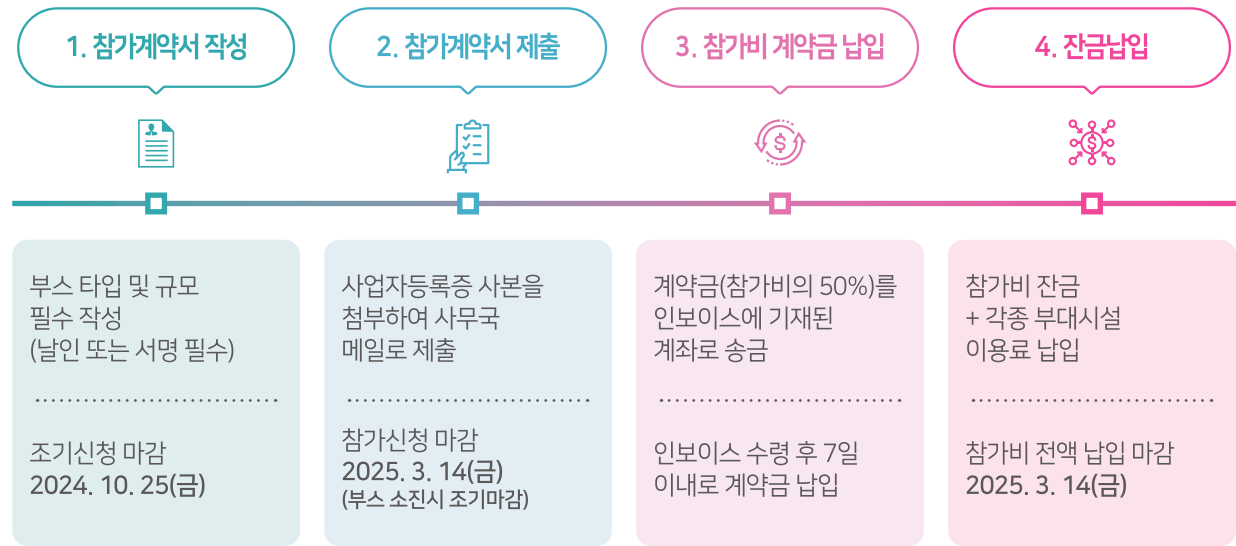 1. 참가계약서 작성
부스 타입 및 규모
필수 작성
(날인 또는 서명 필수)
조기신청 마감
2024. 10. 25(금)
2. 참가계약서 제출
사업자등록증 사본을
첨부하여 사무국
메일로 제출
참가신청 마감
2025. 3. 14(금)
(부스 소진시 조기마감)
3. 참가비 계약금 납입
$
계약금(참가비의 50%)를
인보이스에 기재된
계좌로 송금
인보이스 수령 후 7일
이내로 계약금 납입
4. 잔금납입
$
참가비 잔금
+ 각종 부대시설
이용료 납입
참가비 전액 납입 마감
2025. 3. 14(금)